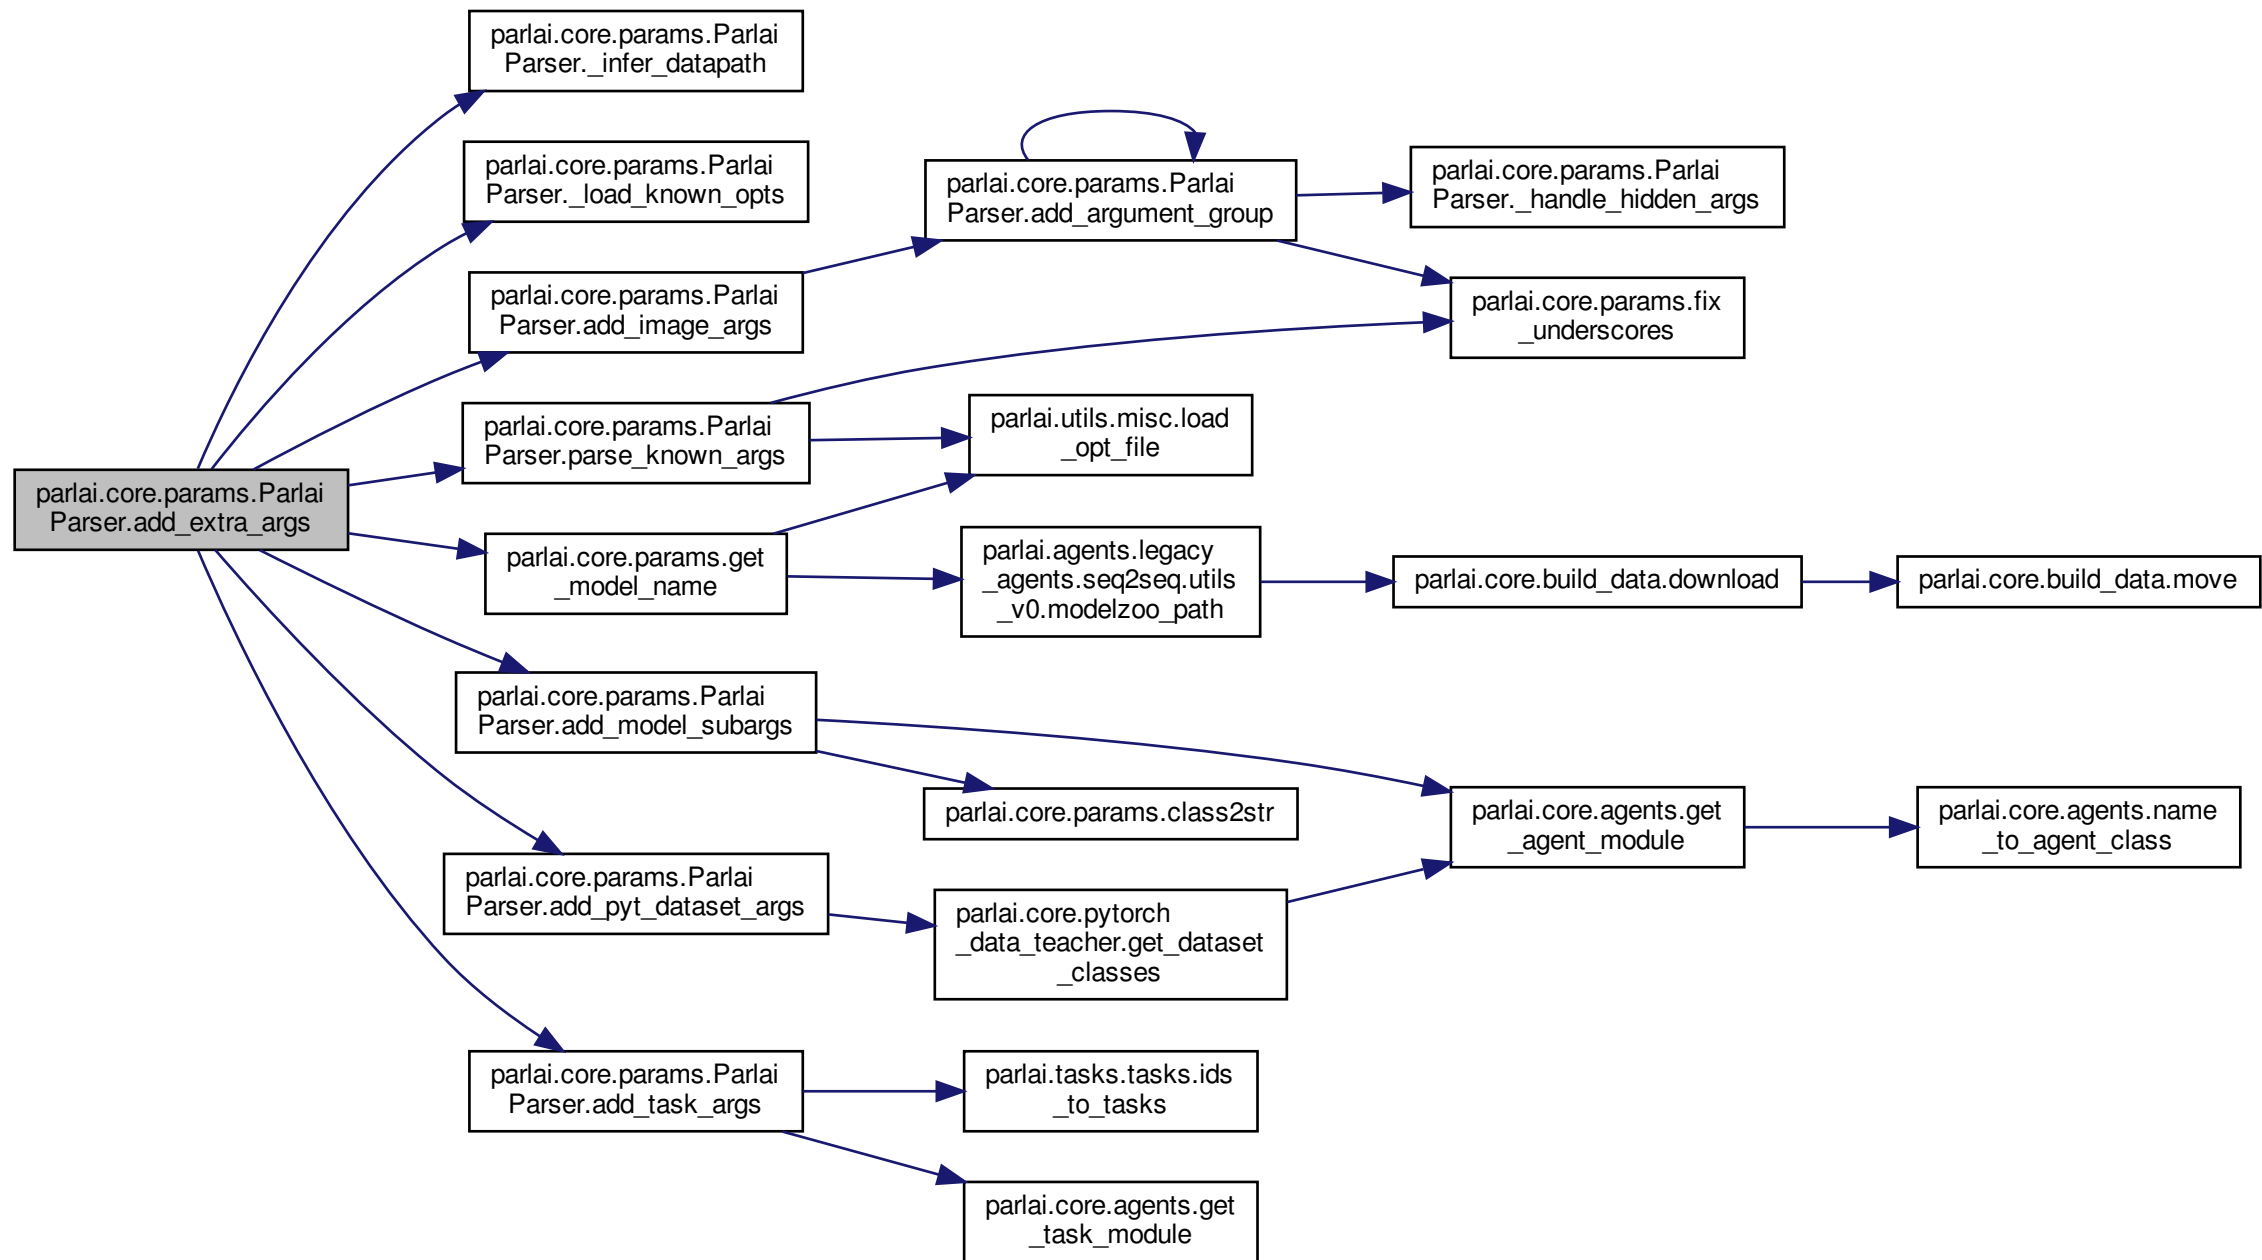 parlai.core.params.Parlai
Parser._infer_datapath
parlai.core.params.Parlai
Parser._load_known_opts
parlai.core.params.Parlai
Parser.add_argument_group
parlai.core.params.Parlai
Parser._handle_hidden_args
parlai.core.params.Parlai
Parser.add_image_args
parlai.core.params.fix
_underscores
parlai.core.params.Parlai
Parser.parse_known_args
parlai.utils.misc.load
_opt_file
parlai.core.params.Parlai
Parser.add_extra_args
parlai.core.params.get
_model_name
parlai.agents.legacy
_agents.seq2seq.utils
_v0.modelzoo_path
parlai.core.build_data.download
parlai.core.build_data.move
parlai.core.params.Parlai
Parser.add_model_subargs
parlai.core.params.class2str
parlai.core.agents.get
_agent_module
parlai.core.agents.name
_to_agent_class
parlai.core.params.Parlai
Parser.add_pyt_dataset_args
parlai.core.pytorch
_data_teacher.get_dataset
_classes
parlai.core.params.Parlai
Parser.add_task_args
parlai.tasks.tasks.ids
_to_tasks
parlai.core.agents.get
_task_module